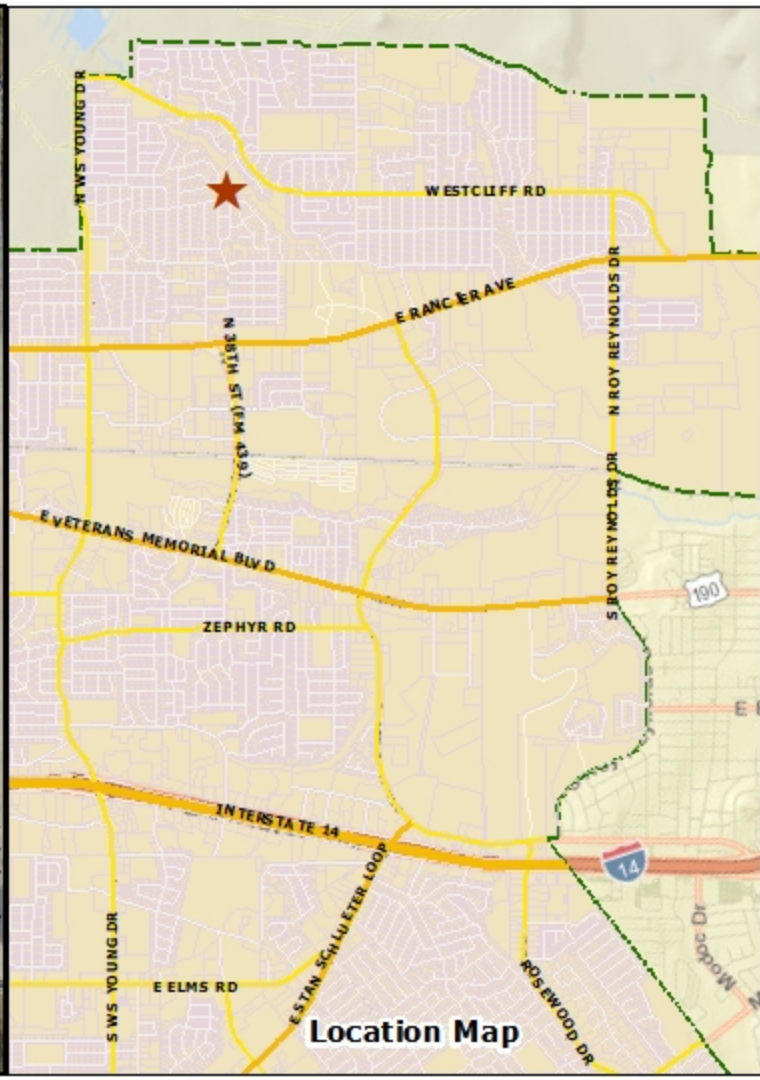 N WS YOUNG DR
WESTCLIFF RD
E RANCIER AVE
N ROY REYNOLDS DR
N 38TH ST (FM 439)
S ROY REYNOLDS DR
E VETERANS MEMORIAL BLVD
190
ZEPHYR RD
E
INTERSTATE 14
14
E STAN SCHLUETER LOOP
Modoc Dr
S WS YOUNG DR
E ELMS RD
ROSEWOOD DR
Location Map